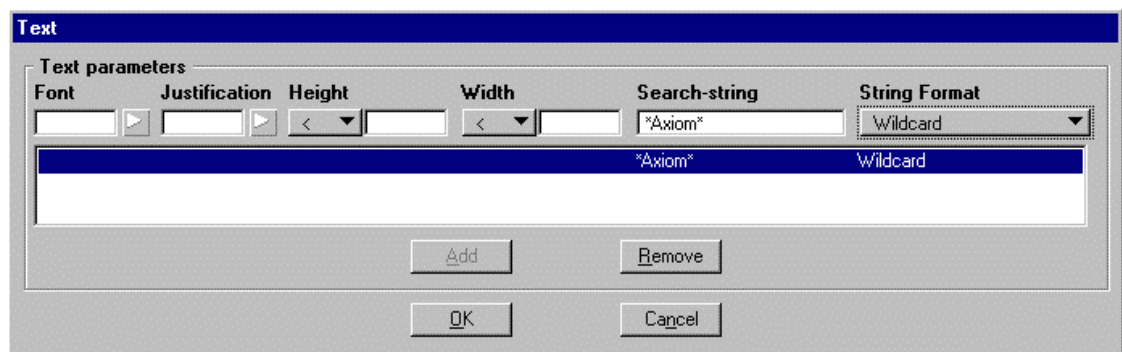 Text
Text parameters
Font Justification Height Width Search-string String Format
< < *Axiom* Wildcard
*Axiom* Wildcard
Add Remove
OK Cancel